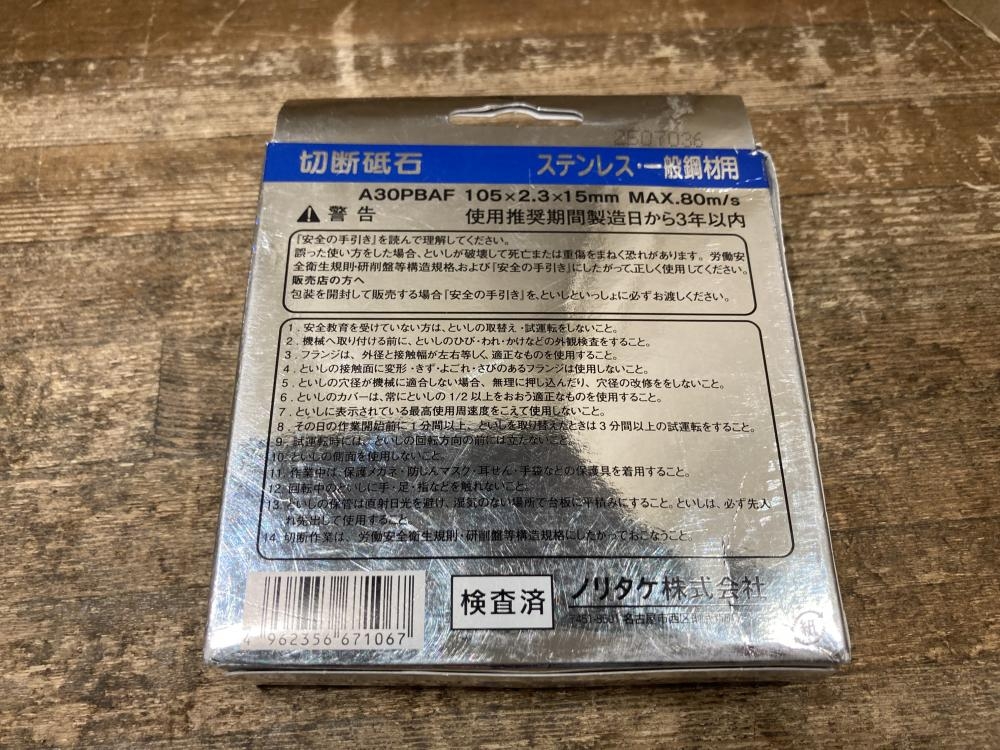 2E07036
切断砥石 ステンレス・一般鋼材用
A30PBAF 105×2.3×15mm MAX.80m/s
警告 使用推奨期間製造日から3年以内
『安全の手引き』を読んで理解してください。
誤った使い方をした場合、といしが破壊して死亡または重傷をまねく恐れがあります。労働安
全衛生規則・研削盤等構造規格、および『安全の手引き』にしたがって、正しく使用してください。
販売店の方へ
包装を開封して販売する場合『安全の手引き』を、といしといっしょに必ずお渡しください。
1. 安全教育を受けていない方は、といしの取替え・試運転をしないこと。
2. 機械へ取り付ける前に、といしのひび・われ・かけなどの外観検査をすること。
3. フランジは、外径と接触幅が左右等しく、適正なものを使用すること。
4. といしの接触面に変形・きず・よごれ・さびのあるフランジは使用しないこと。
5. といしの穴径が機械に適合しない場合、無理に押し込んだり、穴径の改修ををしないこと。
6. といしのカバーは、常にといしの1/2以上をおおう適正なものを使用すること。
7. といしに表示されている最高使用周速度をこえて使用しないこと。
8. その日の作業開始前に1分間以上、といしを取り替えたときは3分間以上の試運転をすること。
9. 試運転時には、といしの回転方向の前には立たないこと。
10. といしの側面を使用しないこと。
11. 作業中は、保護メガネ・防じんマスク・耳せん・手袋などの保護具を着用すること。
12. 回転中のといしに手・足・指などを触れないこと。
13. といしの保管は直射日光を避け、湿気のない場所で台板に平積みにすること。といしは、必ず先入
れ先出しで使用すること。
14. 切断作業は、労働安全衛生規則・研削盤等構造規格にしたがっておこなうこと。
4 962356 671067
検査済
ノリタケ株式会社
〒451-8501 名古屋市西区
紙